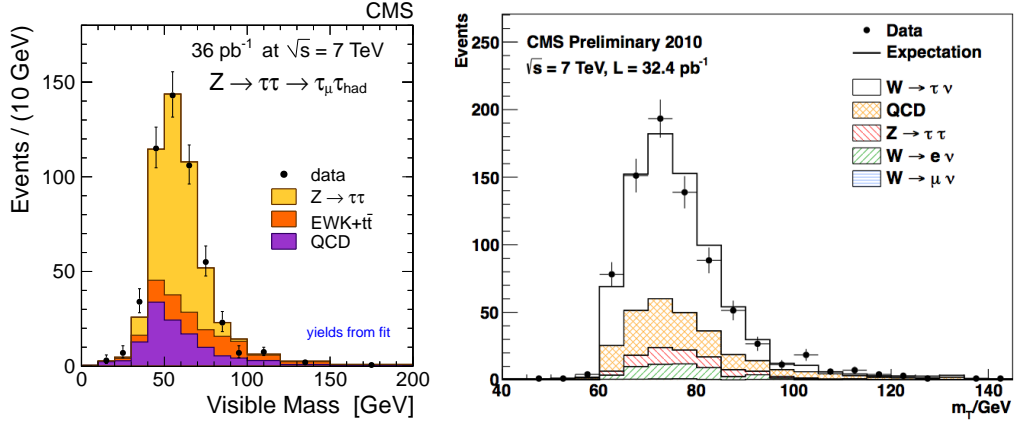 CMS
36 pb⁻¹ at √s = 7 TeV
Z → ττ → τ_μτ_had
data
Z → ττ
EWK+tt̄
QCD
yields from fit
Events / (10 GeV)
150
100
50
0
0 50 100 150 200
Visible Mass [GeV]
Events
250
200
150
100
50
0
CMS Preliminary 2010
√s = 7 TeV, L = 32.4 pb⁻¹
Data
Expectation
W → τ ν
QCD
Z → τ τ
W → e ν
W → μ ν
40 60 80 100 120 140
m_T/GeV